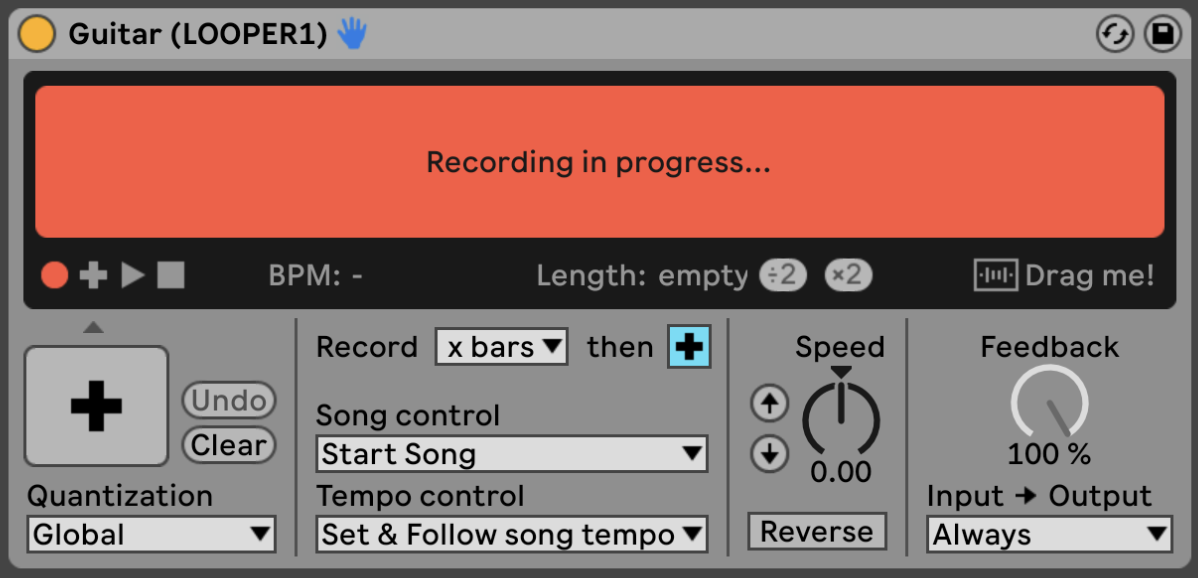 Guitar (LOOPER1)
Recording in progress...
BPM: -
Length: empty ÷2 ×2
Drag me!
Undo
Clear
Quantization
Global
Record x bars then
Song control
Start Song
Tempo control
Set & Follow song tempo
Speed
0.00
Reverse
Feedback
100 %
Input → Output
Always